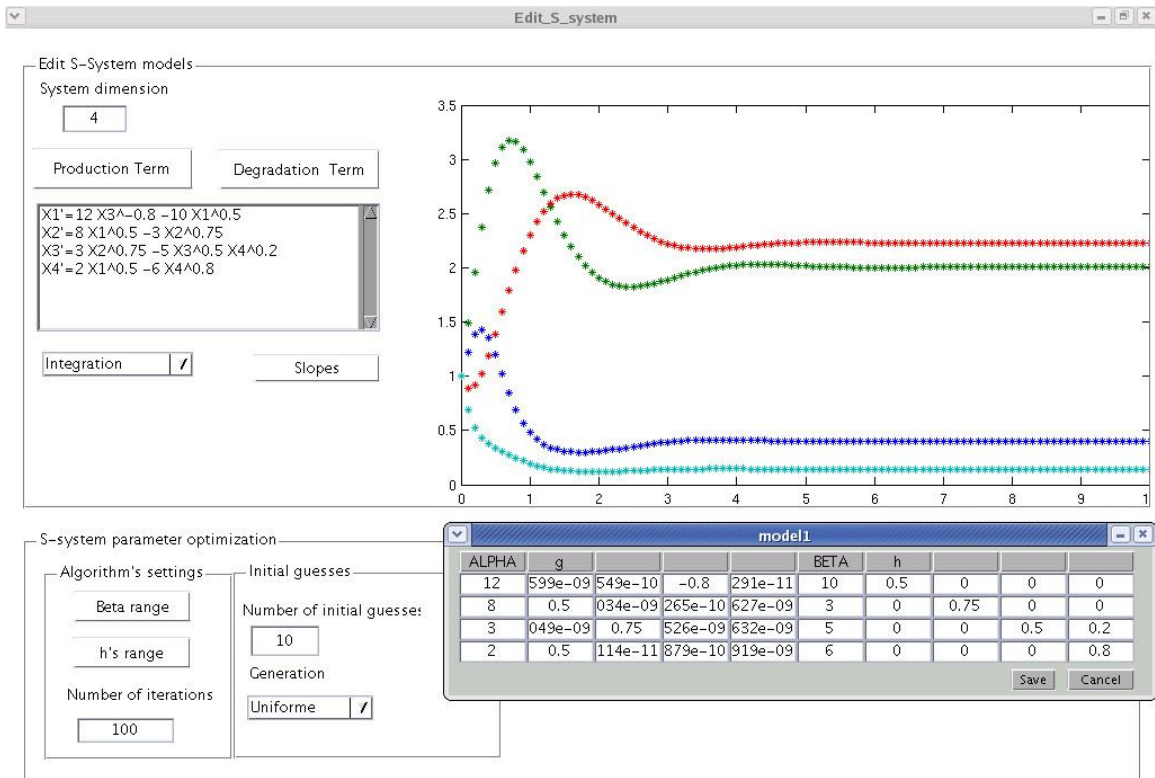 Edit_S_system
Edit S-System models
System dimension
4
Production Term
Degradation Term
X1'=12 X3^-0.8 -10 X1^0.5
X2'=8 X1^0.5 -3 X2^0.75
X3'=3 X2^0.75 -5 X3^0.5 X4^0.2
X4'=2 X1^0.5 -6 X4^0.8
Integration
Slopes
3.5
3
2.5
2
1.5
1
0.5
0
0 1 2 3 4 5 6 7 8 9 1
S-system parameter optimization
Algorithm's settings
Beta range
h's range
Number of iterations
100
Initial guesses
Number of initial guesses
10
Generation
Uniforme
model1
ALPHA g BETA h
12 599e-09 549e-10 -0.8 291e-11 10 0.5 0 0 0
8 0.5 034e-09 265e-10 627e-09 3 0 0.75 0 0
3 049e-09 0.75 526e-09 632e-09 5 0 0 0.5 0.2
2 0.5 114e-11 879e-10 919e-09 6 0 0 0 0.8
Save Cancel